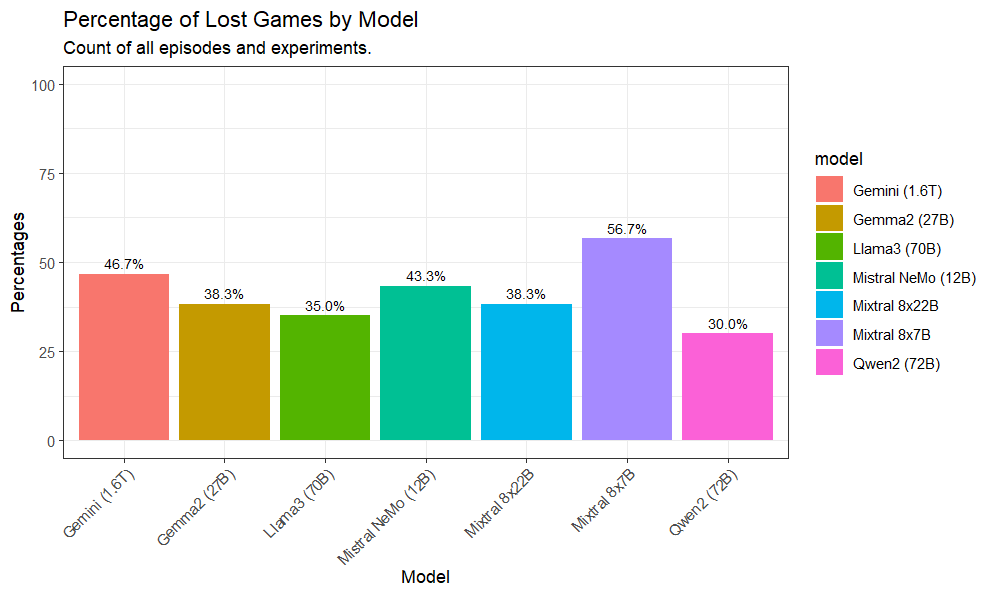 Percentage of Lost Games by Model
Count of all episodes and experiments.
Percentages
100
75
50
25
0
46.7%
38.3%
35.0%
43.3%
38.3%
56.7%
30.0%
Gemini (1.6T)
Gemma2 (27B)
Llama3 (70B)
Mistral NeMo (12B)
Mixtral 8x22B
Mixtral 8x7B
Qwen2 (72B)
Model
model
Gemini (1.6T)
Gemma2 (27B)
Llama3 (70B)
Mistral NeMo (12B)
Mixtral 8x22B
Mixtral 8x7B
Qwen2 (72B)